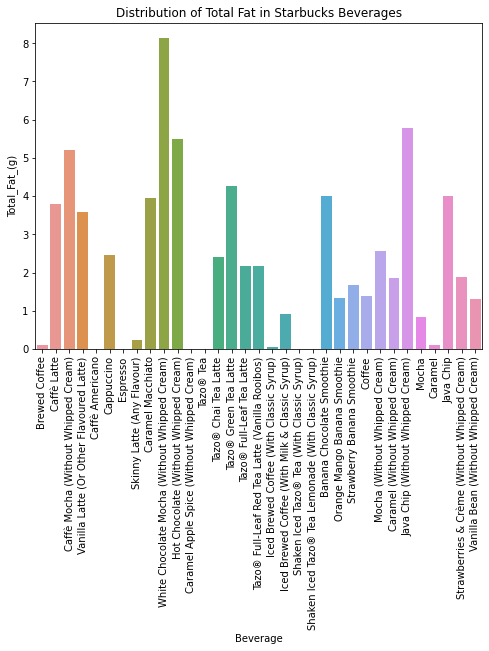 Distribution of Total Fat in Starbucks Beverages
Total_Fat_(g)
8
7
6
5
4
3
2
1
0
Brewed Coffee
Caffè Latte
Caffè Mocha (Without Whipped Cream)
Vanilla Latte (Or Other Flavoured Latte)
Caffè Americano
Cappuccino
Espresso
Skinny Latte (Any Flavour)
Caramel Macchiato
White Chocolate Mocha (Without Whipped Cream)
Hot Chocolate (Without Whipped Cream)
Caramel Apple Spice (Without Whipped Cream)
Tazo® Tea
Tazo® Chai Tea Latte
Tazo® Green Tea Latte
Tazo® Full-Leaf Tea Latte
Tazo® Full-Leaf Red Tea Latte (Vanilla Rooibos)
Iced Brewed Coffee (With Classic Syrup)
Iced Brewed Coffee (With Milk & Classic Syrup)
Shaken Iced Tazo® Tea (With Classic Syrup)
Shaken Iced Tazo® Tea Lemonade (With Classic Syrup)
Banana Chocolate Smoothie
Orange Mango Banana Smoothie
Strawberry Banana Smoothie
Coffee
Mocha (Without Whipped Cream)
Caramel (Without Whipped Cream)
Java Chip (Without Whipped Cream)
Mocha
Caramel
Java Chip
Strawberries & Crème (Without Whipped Cream)
Vanilla Bean (Without Whipped Cream)
Beverage